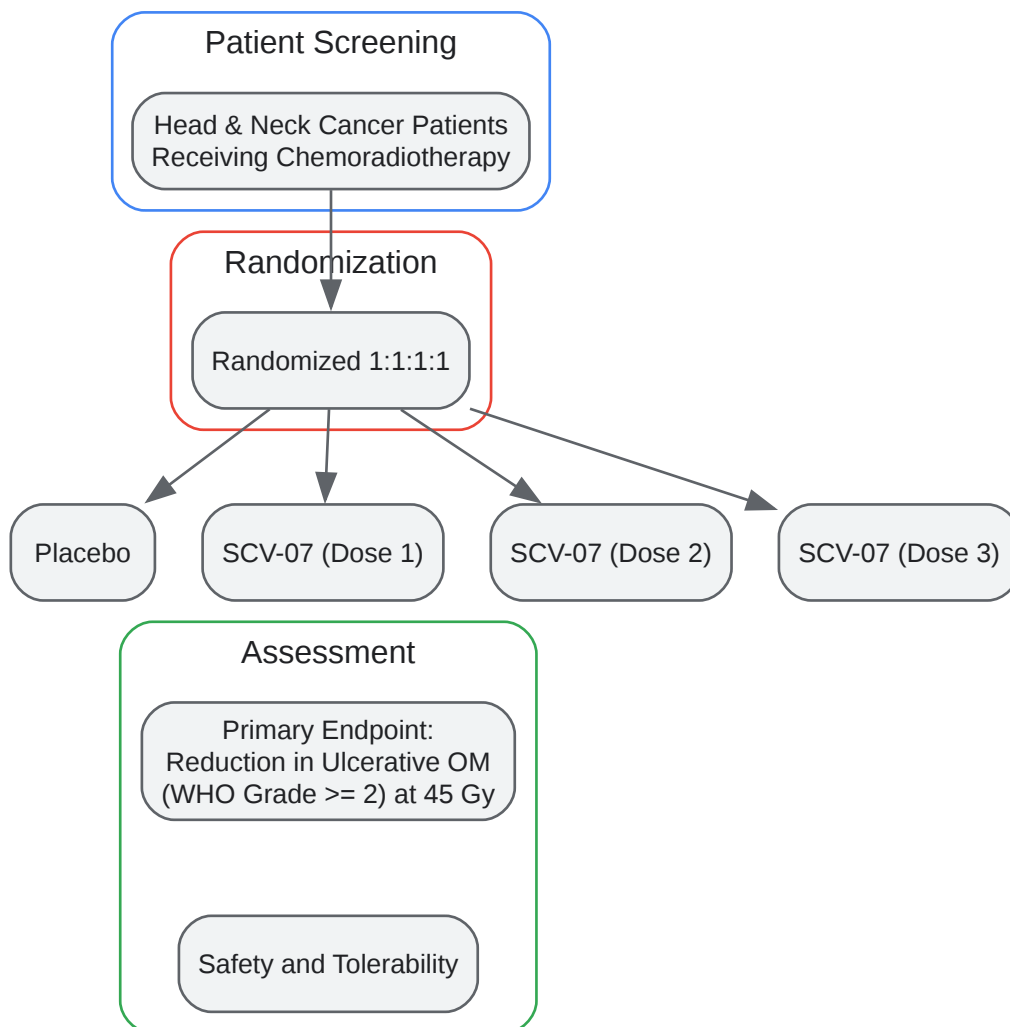 Patient Screening
Head & Neck Cancer Patients
Receiving Chemoradiotherapy
Randomization
Randomized 1:1:1:1
Placebo
SCV-07 (Dose 1)
SCV-07 (Dose 2)
SCV-07 (Dose 3)
Assessment
Primary Endpoint:
Reduction in Ulcerative OM
(WHO Grade >= 2) at 45 Gy
Safety and Tolerability